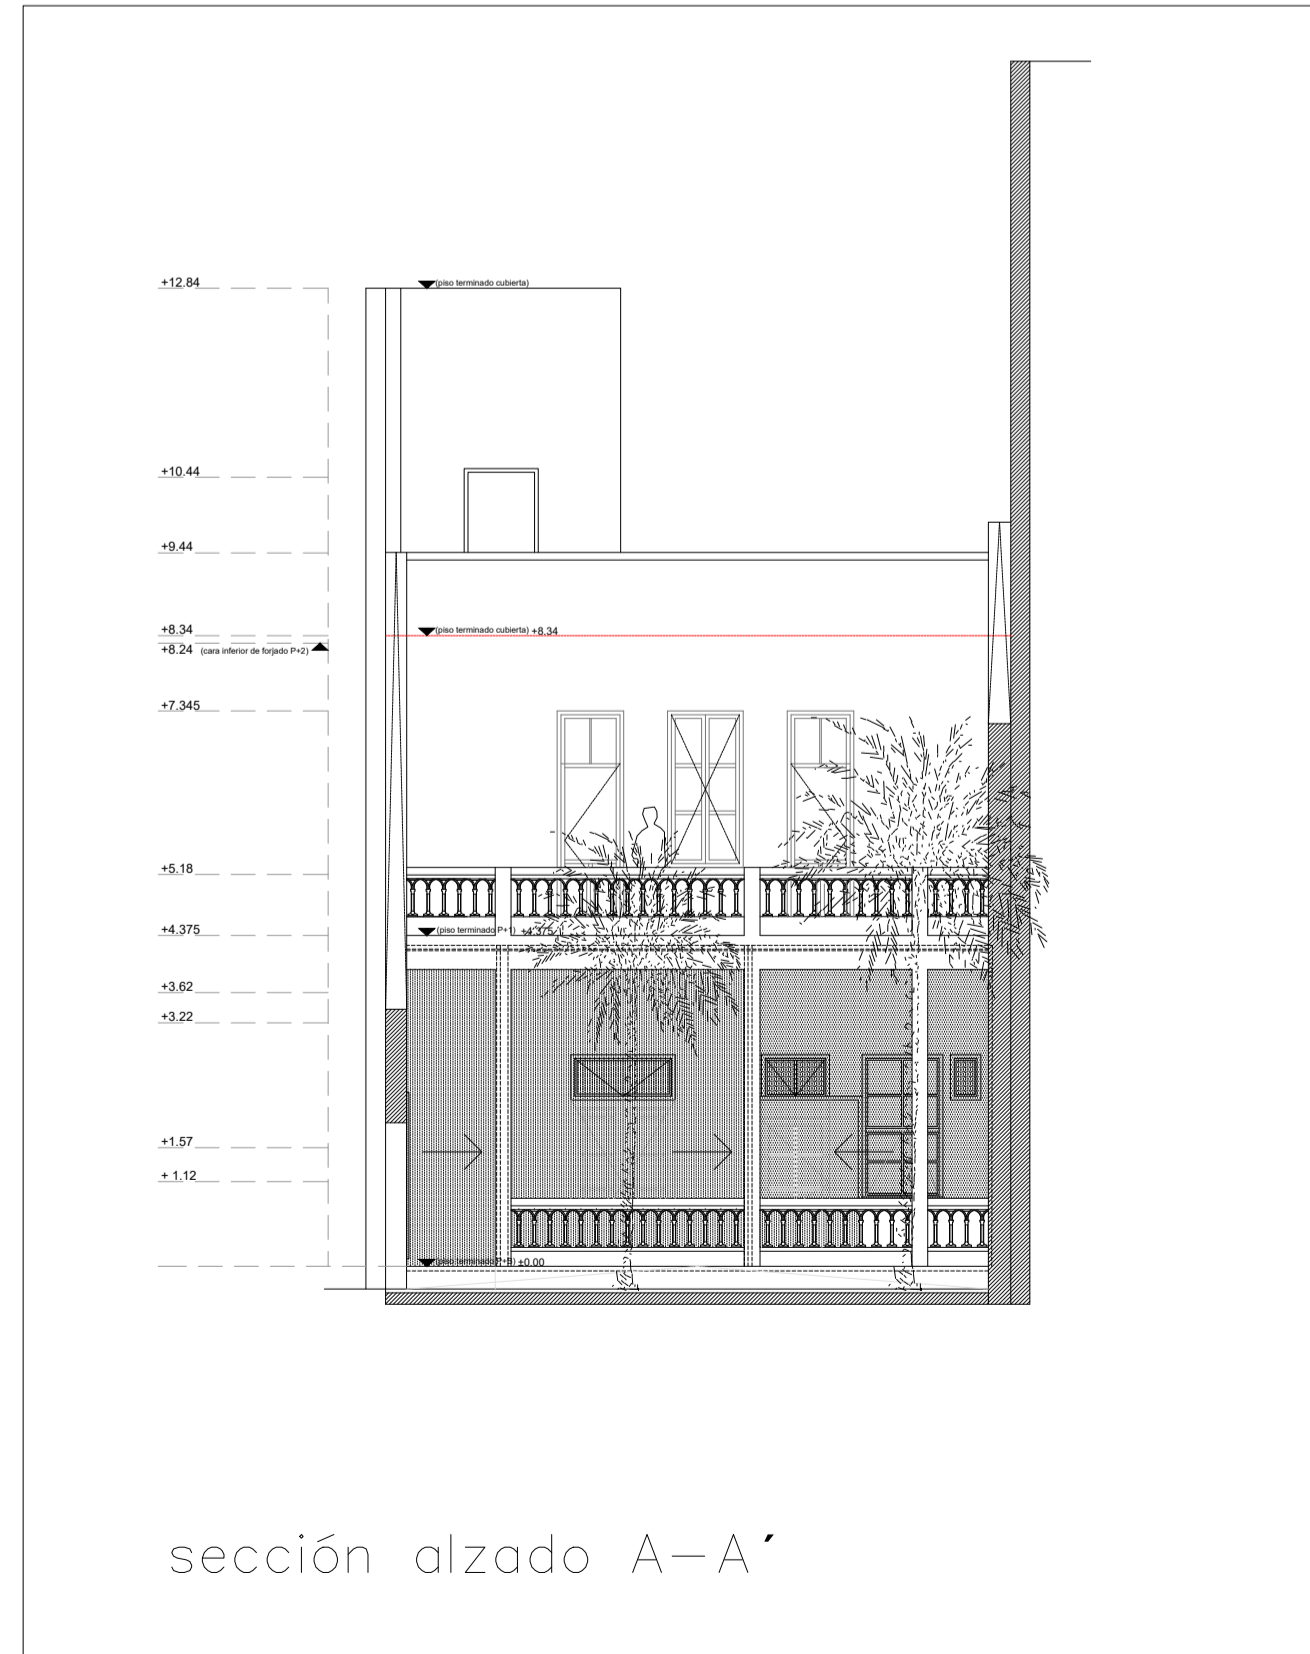 +12.84
(piso terminado cubierta)
+10.44
+9.44
+8.34
(piso terminado cubierta) +8.34
+8.24 (cara inferior de forjado P+2)
+7.345
+5.18
+4.375
(piso terminado P+1) +4.375
+3.62
+3.22
+1.57
+ 1.12
(piso terminado P+B) ±0.00
sección alzado A-A´